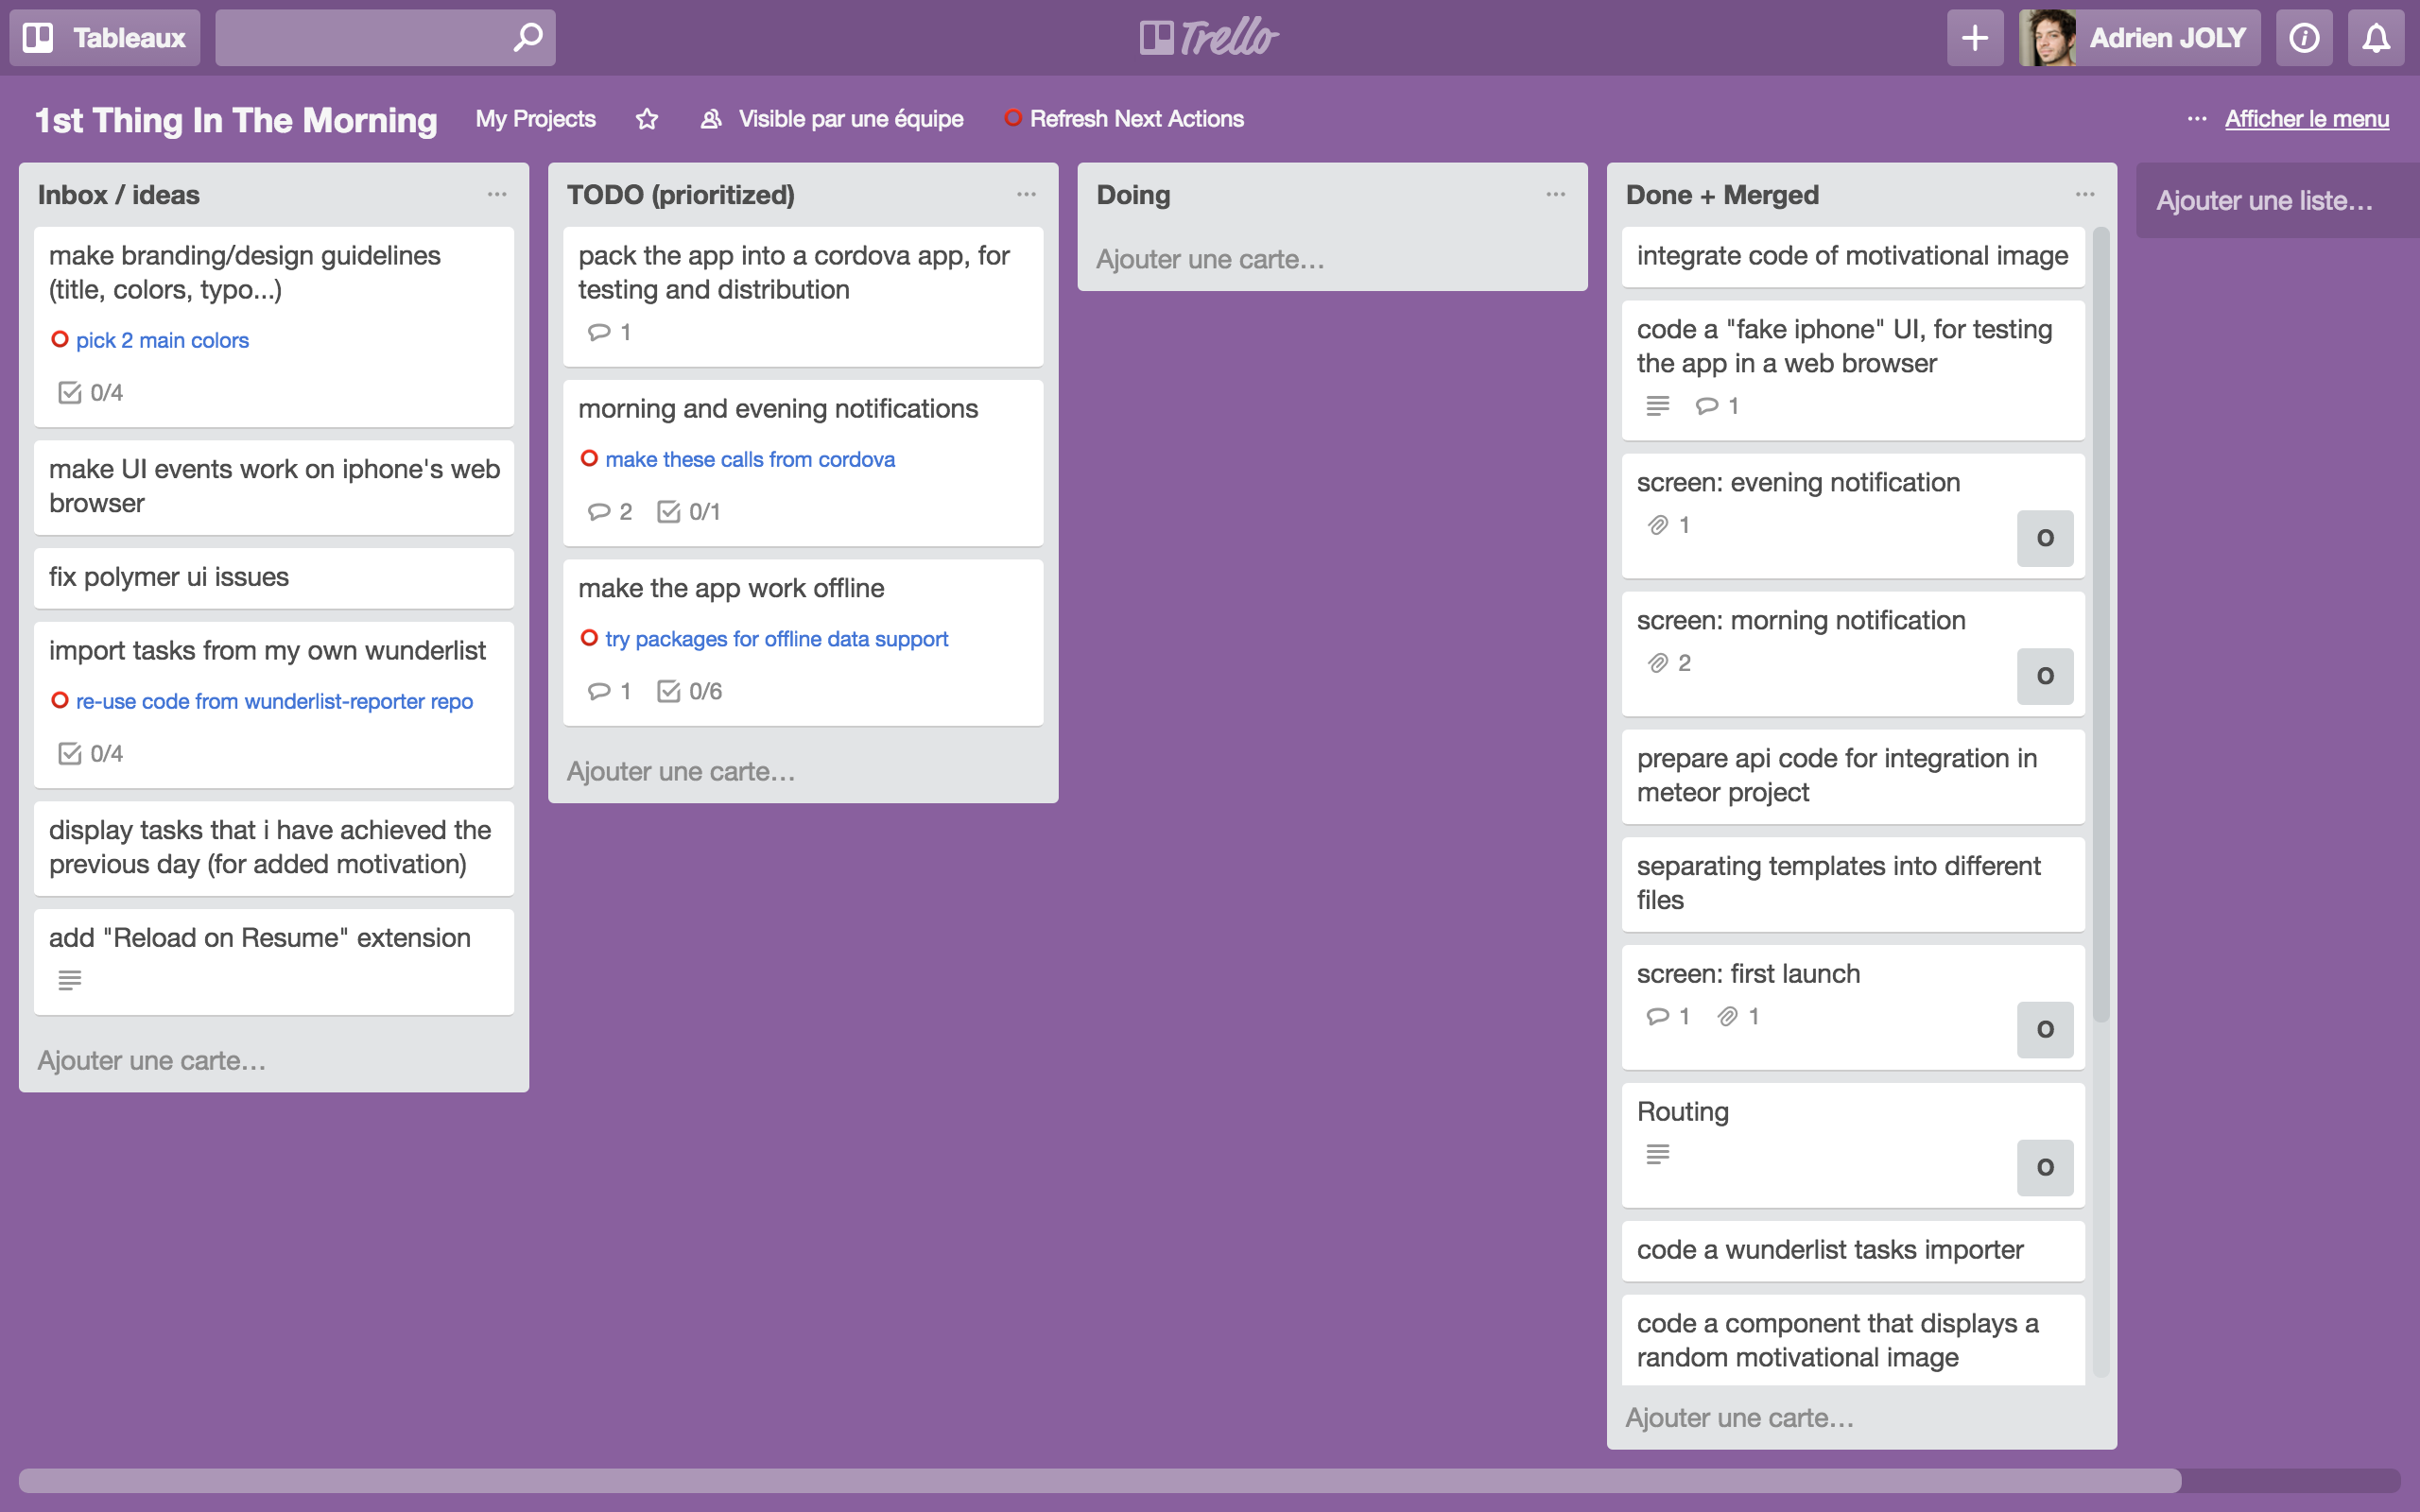 Tableaux
Trello
Adrien JOLY
1st Thing In The Morning
My Projects
Visible par une équipe
Refresh Next Actions
... Afficher le menu
Inbox / ideas
make branding/design guidelines
(title, colors, typo...)
pick 2 main colors
0/4
make UI events work on iphone's web
browser
fix polymer ui issues
import tasks from my own wunderlist
re-use code from wunderlist-reporter repo
0/4
display tasks that i have achieved the
previous day (for added motivation)
add "Reload on Resume" extension
Ajouter une carte…
TODO (prioritized)
pack the app into a cordova app, for
testing and distribution
1
morning and evening notifications
make these calls from cordova
2 0/1
make the app work offline
try packages for offline data support
1 0/6
Ajouter une carte…
Doing
Ajouter une carte…
Done + Merged
integrate code of motivational image
code a "fake iphone" UI, for testing
the app in a web browser
1
screen: evening notification
1
O
screen: morning notification
2
O
prepare api code for integration in
meteor project
separating templates into different
files
screen: first launch
1 1
O
Routing
O
code a wunderlist tasks importer
code a component that displays a
random motivational image
Ajouter une carte…
Ajouter une liste…